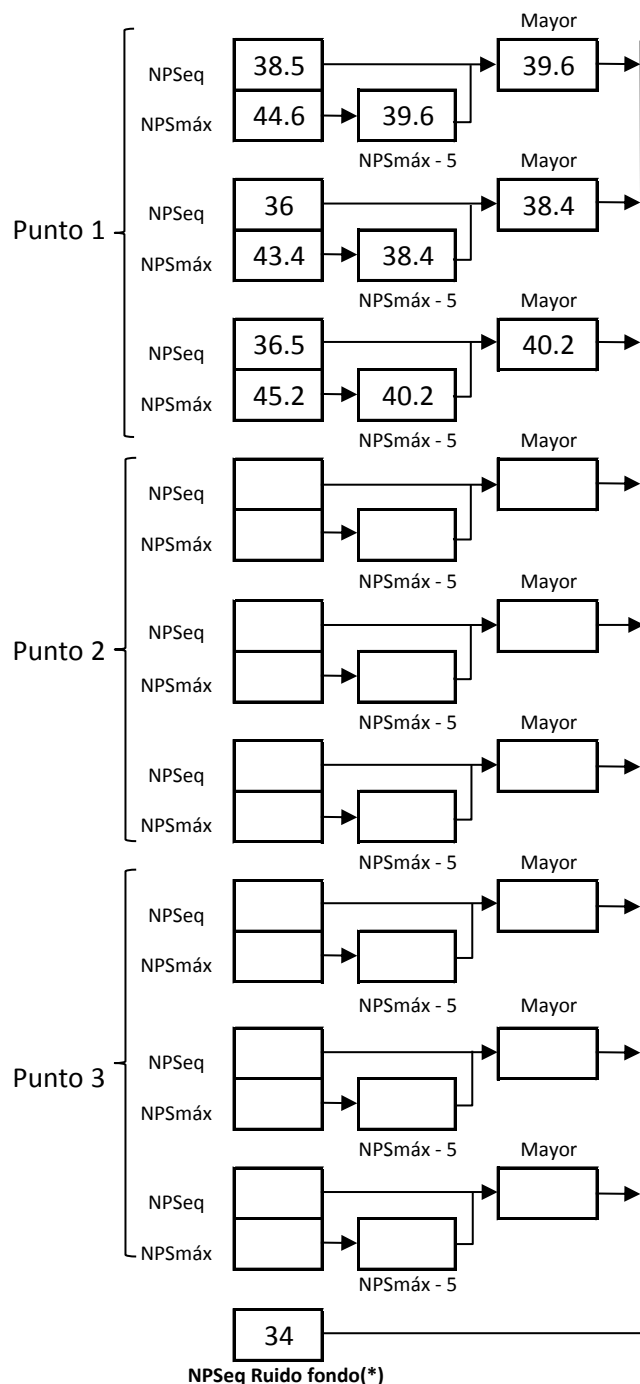 Mayor
NPSeq 38.5 39.6
NPSmáx 44.6 39.6
NPSmáx - 5
Mayor
NPSeq 36 38.4
NPSmáx 43.4 38.4
NPSmáx - 5
Punto 1
Mayor
NPSeq 36.5 40.2
NPSmáx 45.2 40.2
NPSmáx - 5
Mayor
NPSeq
NPSmáx
NPSmáx - 5
Mayor
NPSeq
Punto 2
NPSmáx
NPSmáx - 5
Mayor
NPSeq
NPSmáx
NPSmáx - 5
Mayor
NPSeq
NPSmáx
NPSmáx - 5
Mayor
NPSeq
Punto 3
NPSmáx
NPSmáx - 5
Mayor
NPSeq
NPSmáx
NPSmáx - 5
34
NPSeq Ruido fondo(*)